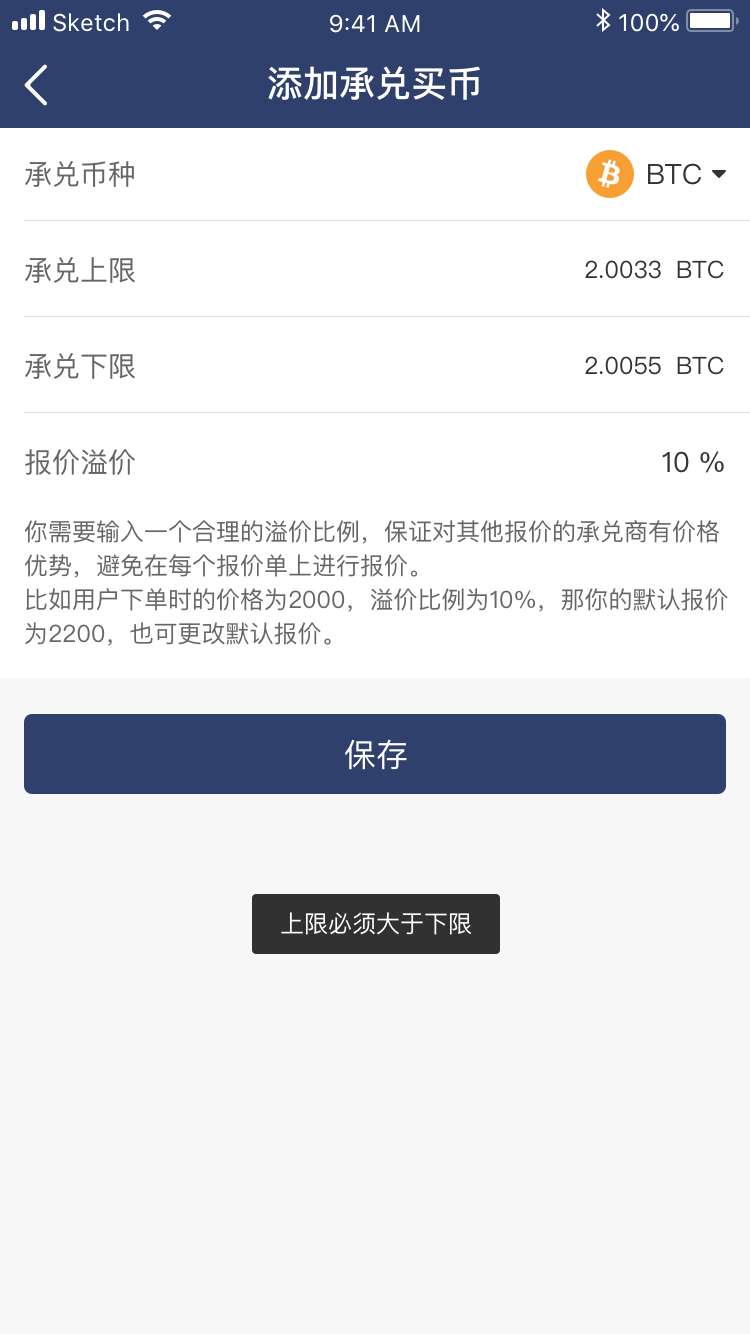 Sketch 9:41 AM 100%
添加承兑买币
承兑币种 BTC
承兑上限 2.0033 BTC
承兑下限 2.0055 BTC
报价溢价 10 %
你需要输入一个合理的溢价比例，保证对其他报价的承兑商有价格
优势，避免在每个报价单上进行报价。
比如用户下单时的价格为2000，溢价比例为10%，那你的默认报价
为2200，也可更改默认报价。
保存
上限必须大于下限